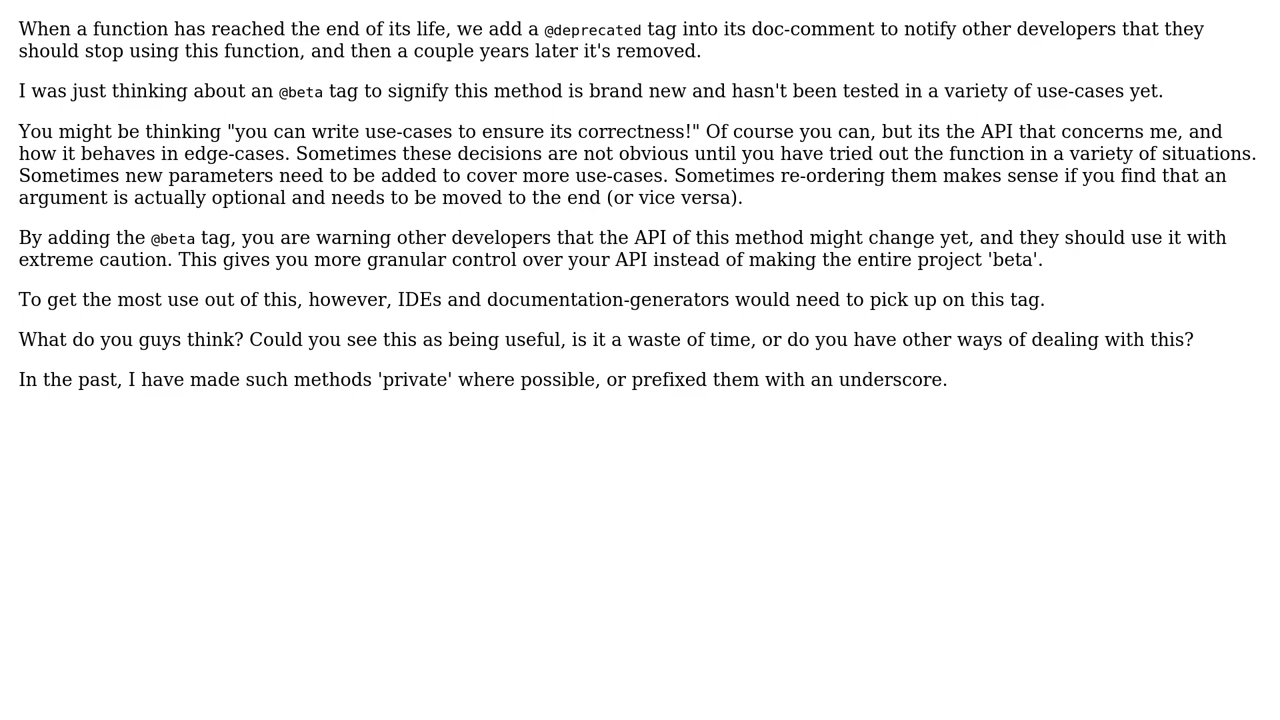 When a function has reached the end of its life, we add a @deprecated tag into its doc-comment to notify other developers that they
should stop using this function, and then a couple years later it's removed.
I was just thinking about an @beta tag to signify this method is brand new and hasn't been tested in a variety of use-cases yet.
You might be thinking "you can write use-cases to ensure its correctness!" Of course you can, but its the API that concerns me, and
how it behaves in edge-cases. Sometimes these decisions are not obvious until you have tried out the function in a variety of situations.
Sometimes new parameters need to be added to cover more use-cases. Sometimes re-ordering them makes sense if you find that an
argument is actually optional and needs to be moved to the end (or vice versa).
By adding the @beta tag, you are warning other developers that the API of this method might change yet, and they should use it with
extreme caution. This gives you more granular control over your API instead of making the entire project 'beta'.
To get the most use out of this, however, IDEs and documentation-generators would need to pick up on this tag.
What do you guys think? Could you see this as being useful, is it a waste of time, or do you have other ways of dealing with this?
In the past, I have made such methods 'private' where possible, or prefixed them with an underscore.